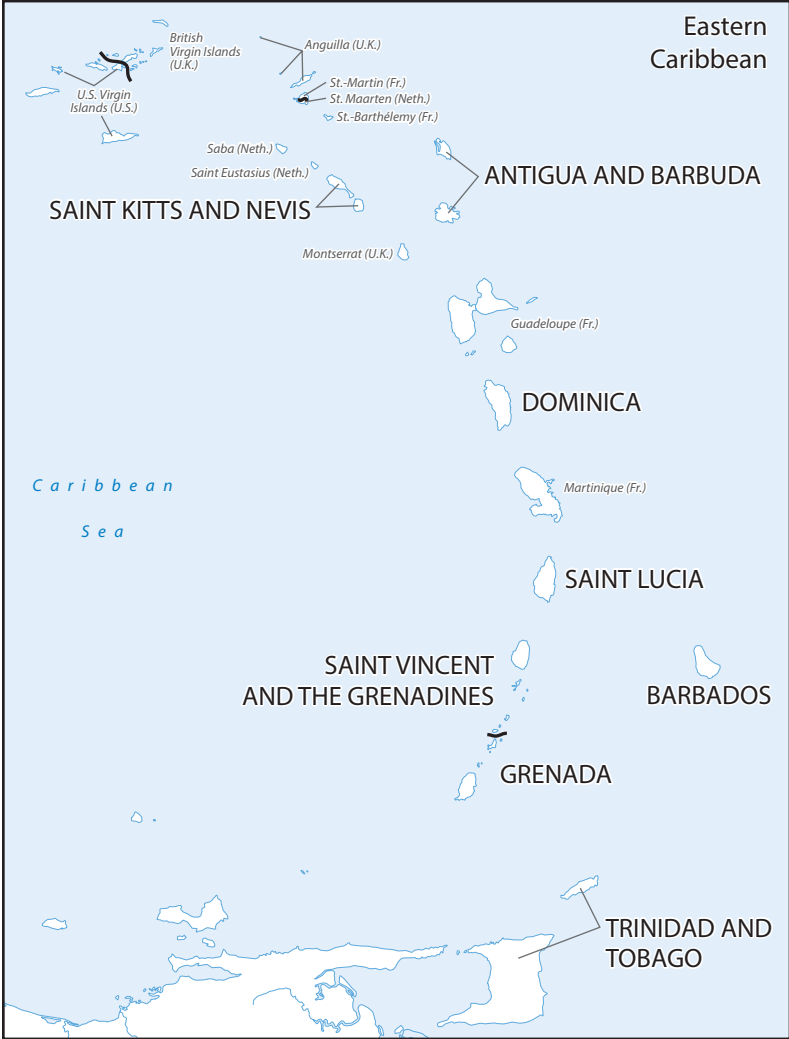 Eastern
Caribbean
British
Virgin Islands
(U.K.)
Anguilla (U.K.)
St.-Martin (Fr.)
U.S. Virgin
Islands (U.S.)
St. Maarten (Neth.)
St.-Barthélemy (Fr.)
Saba (Neth.)
Saint Eustasius (Neth.)
ANTIGUA AND BARBUDA
SAINT KITTS AND NEVIS
Montserrat (U.K.)
Guadeloupe (Fr.)
DOMINICA
Caribbean
Sea
Martinique (Fr.)
SAINT LUCIA
SAINT VINCENT
AND THE GRENADINES
BARBADOS
GRENADA
TRINIDAD AND
TOBAGO